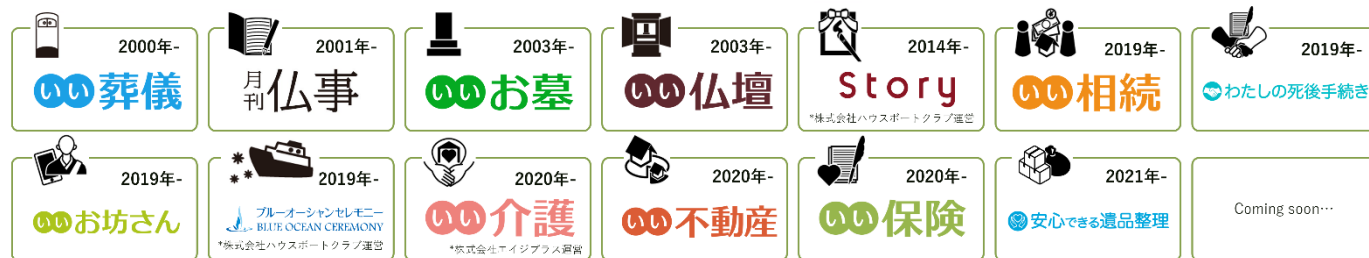 2000年-
いい葬儀
2001年-
月刊仏事
2003年-
いいお墓
2003年-
いい仏壇
2014年-
Story
*株式会社ハウスボートクラブ運営
2019年-
いい相続
2019年-
わたしの死後手続き
2019年-
いいお坊さん
2019年-
ブルーオーシャンセレモニー
BLUE OCEAN CEREMONY
*株式会社ハウスボートクラブ運営
2020年-
いい介護
*株式会社エイジプラス運営
2020年-
いい不動産
2020年-
いい保険
2021年-
安心できる遺品整理
Coming soon…